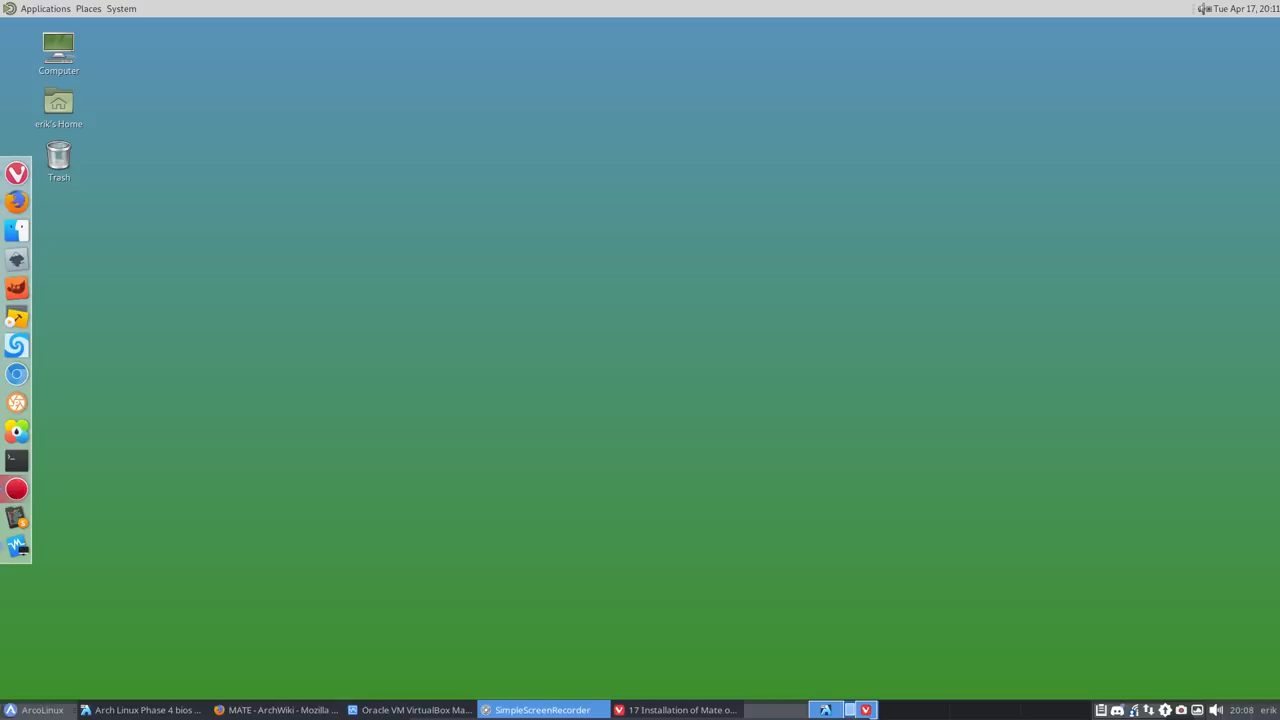 Applications Places System
Tue Apr 17, 20:11
Computer
erik's Home
Trash
ArcoLinux
Arch Linux Phase 4 bios ...
MATE - ArchWiki - Mozilla ...
Oracle VM VirtualBox Ma...
SimpleScreenRecorder
17 Installation of Mate o...
20:08
erik